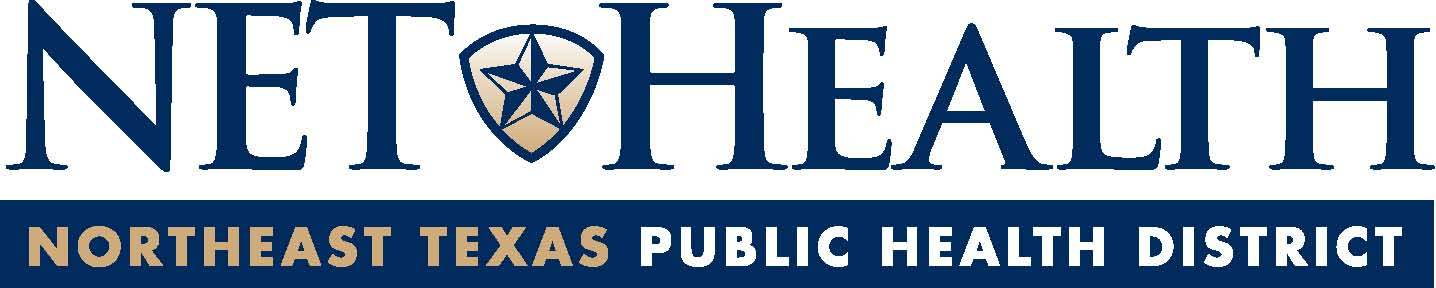 NET HEALTH
NORTHEAST TEXAS PUBLIC HEALTH DISTRICT